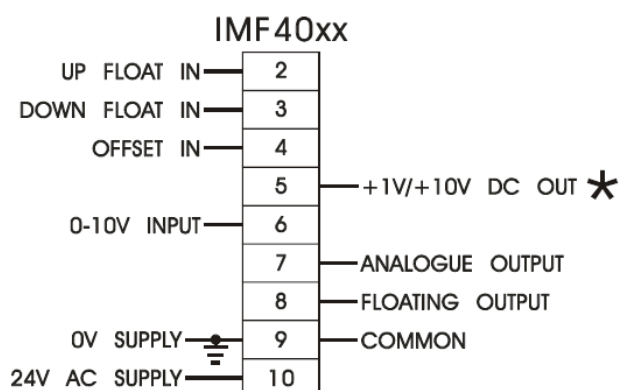 IMF40xx
UP FLOAT IN 2
DOWN FLOAT IN 3
OFFSET IN 4
5 +1V/+10V DC OUT *
0-10V INPUT 6
7 ANALOGUE OUTPUT
8 FLOATING OUTPUT
0V SUPPLY 9 COMMON
24V AC SUPPLY 10